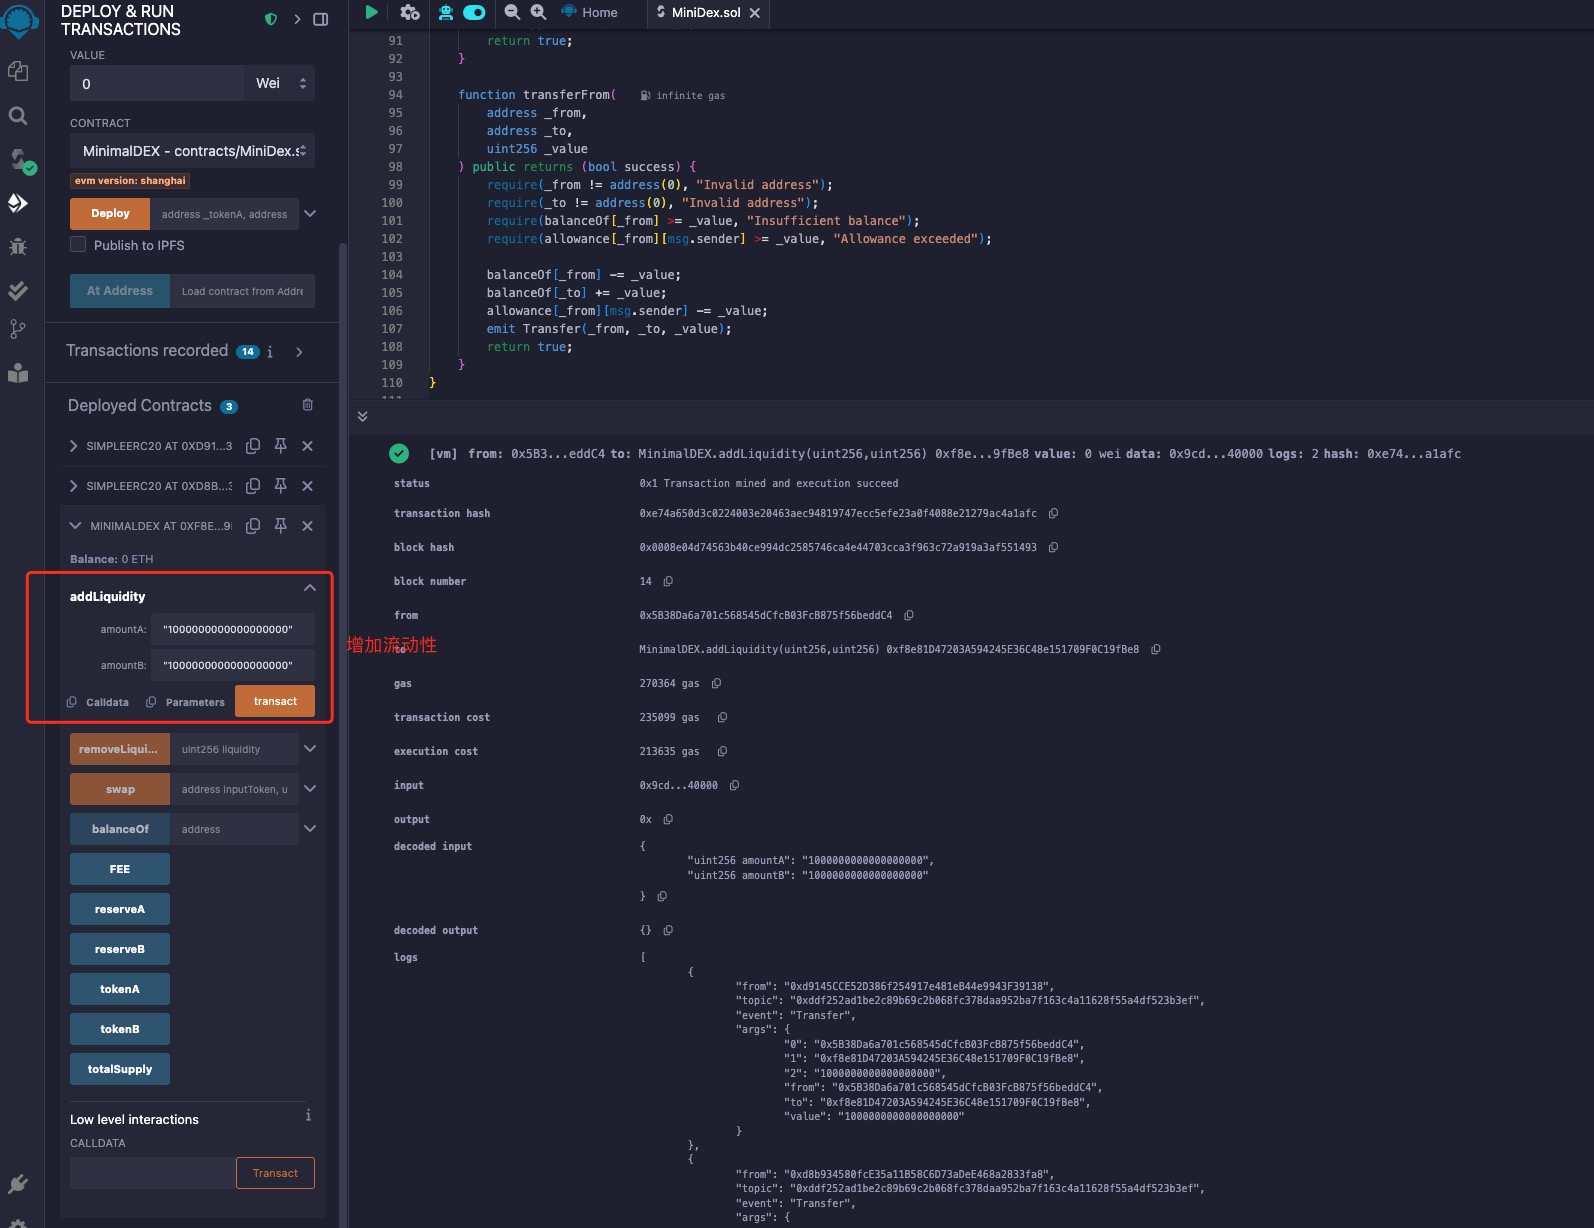 DEPLOY & RUN
TRANSACTIONS
VALUE
0
Wei
CONTRACT
MinimalDEX - contracts/MiniDex.s
evm version: shanghai
Deploy
address _tokenA, address
Publish to IPFS
At Address
Load contract from Addre
Transactions recorded 14 i
Deployed Contracts 3
SIMPLEERC20 AT 0XD91...3
SIMPLEERC20 AT 0XD8B...3
MINIMALDEX AT 0XF8E...9
Balance: 0 ETH
addLiquidity
amountA: "1000000000000000000"
amountB: "1000000000000000000"
Calldata Parameters transact
增加流动性
removeLiqui... uint256 liquidity
swap address inputToken, u
balanceOf address
FEE
reserveA
reserveB
tokenA
tokenB
totalSupply
Low level interactions i
CALLDATA
Transact
Home
MiniDex.sol
91 return true;
92 }
93
94 function transferFrom( infinite gas
95 address _from,
96 address _to,
97 uint256 _value
98 ) public returns (bool success) {
99 require(_from != address(0), "Invalid address");
100 require(_to != address(0), "Invalid address");
101 require(balanceOf[_from] >= _value, "Insufficient balance");
102 require(allowance[_from][msg.sender] >= _value, "Allowance exceeded");
103
104 balanceOf[_from] -= _value;
105 balanceOf[_to] += _value;
106 allowance[_from][msg.sender] -= _value;
107 emit Transfer(_from, _to, _value);
108 return true;
109 }
110 }
111
[vm] from: 0x5B3...eddC4 to: MinimalDEX.addLiquidity(uint256,uint256) 0xf8e...9fBe8 value: 0 wei data: 0x9cd...40000 logs: 2 hash: 0xe74...a1afc
status 0x1 Transaction mined and execution succeed
transaction hash 0xe74a650d3c0224003e20463aec94819747ecc5efe23a0f4088e21279ac4a1afc
block hash 0x0008e04d74563b40ce994dc2585746ca4e44703cca3f963c72a919a3af551493
block number 14
from 0x5B38Da6a701c568545dCfcB03FcB875f56beddC4
to MinimalDEX.addLiquidity(uint256,uint256) 0xf8e81D47203A594245E36C48e151709F0C19fBe8
gas 270364 gas
transaction cost 235099 gas
execution cost 213635 gas
input 0x9cd...40000
output 0x
decoded input {
"uint256 amountA": "1000000000000000000",
"uint256 amountB": "1000000000000000000"
}
decoded output {}
logs [
{
"from": "0xd9145CCE52D386f254917e481eB44e9943F39138",
"topic": "0xddf252ad1be2c89b69c2b068fc378daa952ba7f163c4a11628f55a4df523b3ef",
"event": "Transfer",
"args": {
"0": "0x5B38Da6a701c568545dCfcB03FcB875f56beddC4",
"1": "0xf8e81D47203A594245E36C48e151709F0C19fBe8",
"2": "1000000000000000000",
"from": "0x5B38Da6a701c568545dCfcB03FcB875f56beddC4",
"to": "0xf8e81D47203A594245E36C48e151709F0C19fBe8",
"value": "1000000000000000000"
}
},
{
"from": "0xd8b934580fcE35a11B58C6D73aDeE468a2833fa8",
"topic": "0xddf252ad1be2c89b69c2b068fc378daa952ba7f163c4a11628f55a4df523b3ef",
"event": "Transfer",
"args": {